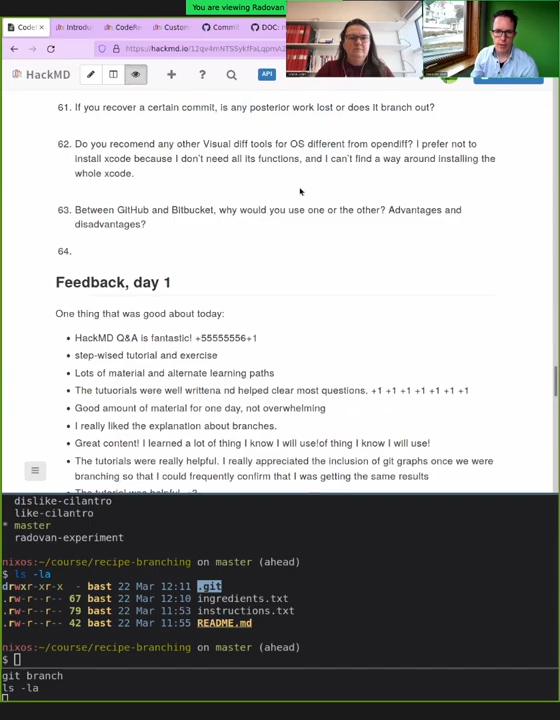 You are viewing Radovan
Codel
Introdu
CodeRe
Custom
Commit
DOC:
https://hackmd.io/12qv4mNTSSykfFaLqpmvA
HackMD
API
61. If you recover a certain commit, is any posterior work lost or does it branch out?
62. Do you recomend any other Visual diff tools for OS different from opendiff? I prefer not to
install xcode because I don't need all its functions, and I can't find a way around installing the
whole xcode.
63. Between GitHub and Bitbucket, why would you use one or the other? Advantages and
disadvantages?
64.
Feedback, day 1
One thing that was good about today:
• HackMD Q&A is fantastic! +55555556+1
• step-wised tutorial and exercise
• Lots of material and alternate learning paths
• The tutuorials were well writtena nd helped clear most questions. +1 +1 +1 +1 +1 +1 +1
• Good amount of material for one day, not overwhelming
• I really liked the explanation about branches.
• Great content! I learned a lot of thing I know I will use!of thing I know I will use!
• The tutorials were really helpful. I really appreciated the inclusion of git graphs once we were
branching so that I could frequently confirm that I was getting the same results
• The tutorial was helpful. +2
dislike-cilantro
like-cilantro
* master
radovan-experiment
nixos:~/course/recipe-branching on master (ahead)
$ ls -la
drwxr-xr-x - bast 22 Mar 12:11 .git
.rw-r--r-- 67 bast 22 Mar 12:10 ingredients.txt
.rw-r--r-- 79 bast 22 Mar 11:53 instructions.txt
.rw-r--r-- 42 bast 22 Mar 11:55 README.md
nixos:~/course/recipe-branching on master (ahead)
$
git branch
ls -la